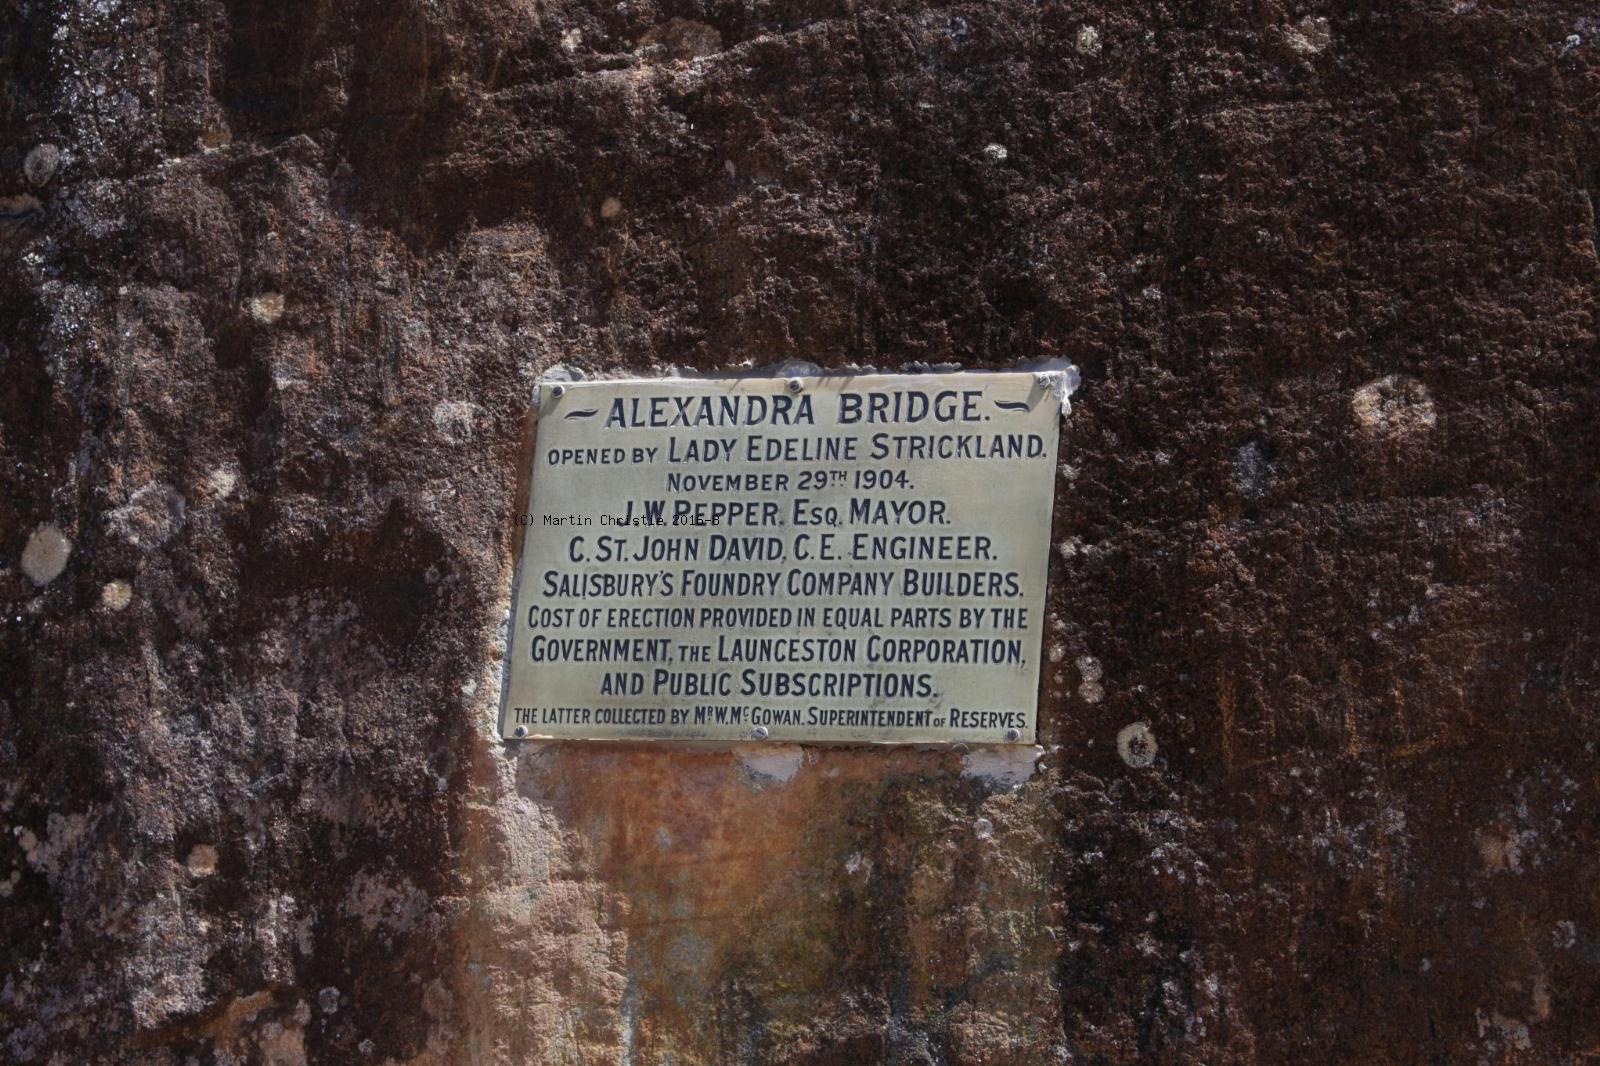 ~ ALEXANDRA BRIDGE. ~
OPENED BY LADY EDELINE STRICKLAND.
NOVEMBER 29TH 1904.
J.W. PEPPER. ESQ. MAYOR.
(C) Martin Christie 2016-8
C. ST. JOHN DAVID, C.E. ENGINEER.
SALISBURY'S FOUNDRY COMPANY BUILDERS.
COST OF ERECTION PROVIDED IN EQUAL PARTS BY THE
GOVERNMENT, THE LAUNCESTON CORPORATION,
AND PUBLIC SUBSCRIPTIONS.
THE LATTER COLLECTED BY MR. W. MCGOWAN. SUPERINTENDENT OF RESERVES.